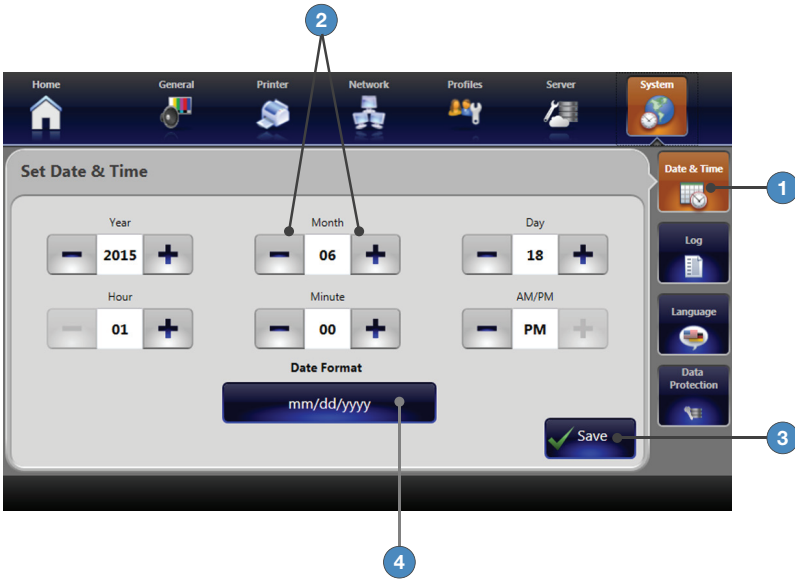 2
Home General Printer Network Profiles Server System
Set Date & Time
Date & Time
1
Year Month Day
2015 06 18
Log
Hour Minute AM/PM
01 00 PM
Language
Date Format
mm/dd/yyyy
Data
Protection
Save
3
4